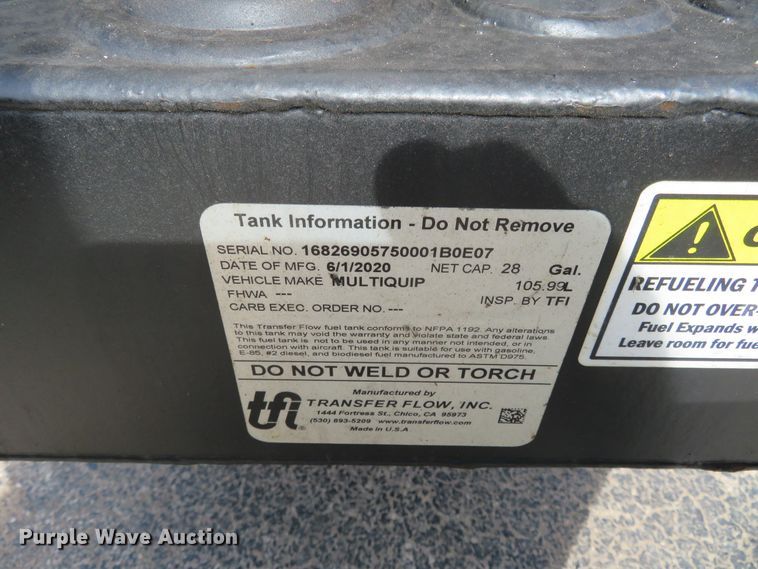 Tank Information - Do Not Remove
SERIAL NO. 16826905750001B0E07
DATE OF MFG. 6/1/2020 NET CAP. 28 Gal.
VEHICLE MAKE MULTIQUIP 105.99 L
FHWA --- INSP. BY TFI
CARB EXEC. ORDER NO. ---
This Transfer Flow fuel tank conforms to NFPA 1192. Any alterations
to this tank may void the warranty and violate state and federal laws.
This fuel tank is not to be used in any manner not intended, or in
connection with aircraft. This tank is suitable for use with gasoline,
E-85, #2 diesel, and biodiesel fuel manufactured to ASTM D975.
DO NOT WELD OR TORCH
tfi
Manufactured by
TRANSFER FLOW, INC.
1444 Fortress St., Chico, CA 95973
(530) 893-5209 www.transferflow.com
Made in U.S.A
REFUELING
DO NOT OVER-
Fuel Expands
Leave room for
Purple Wave Auction